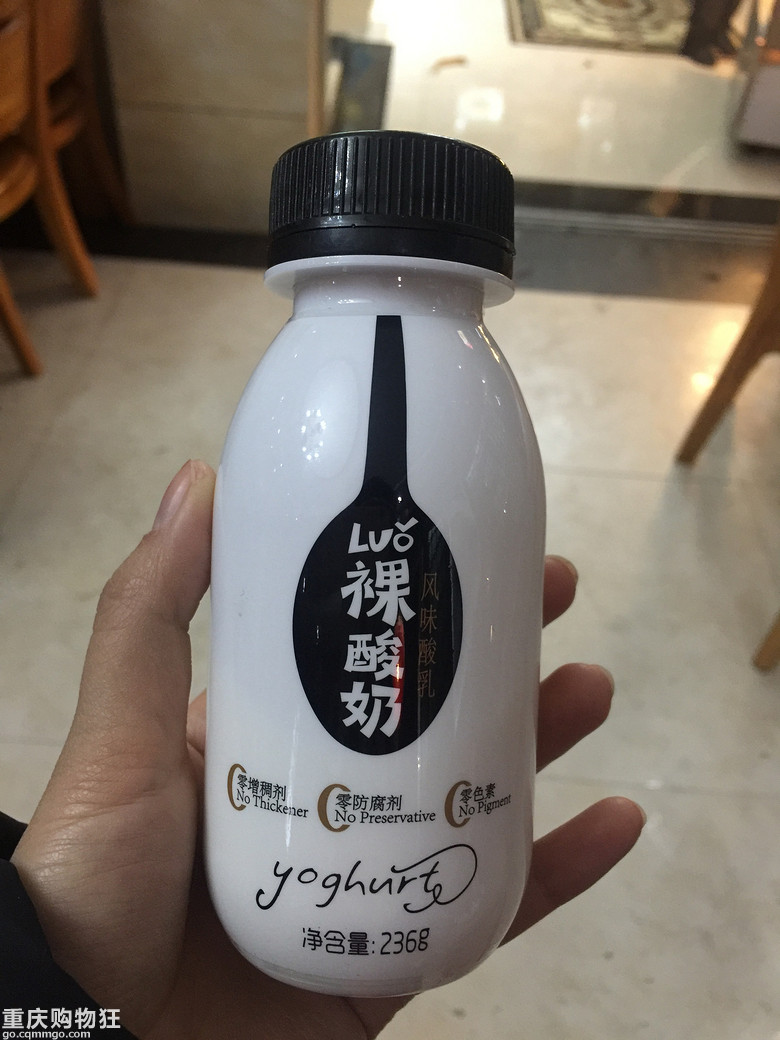 Luǒ
裸酸奶
风味酸乳
零增稠剂
No Thickener
零防腐剂
No Preservative
零色素
No Pigment
yoghurt
净含量:236g
重庆购物狂
go.cqmmgo.com